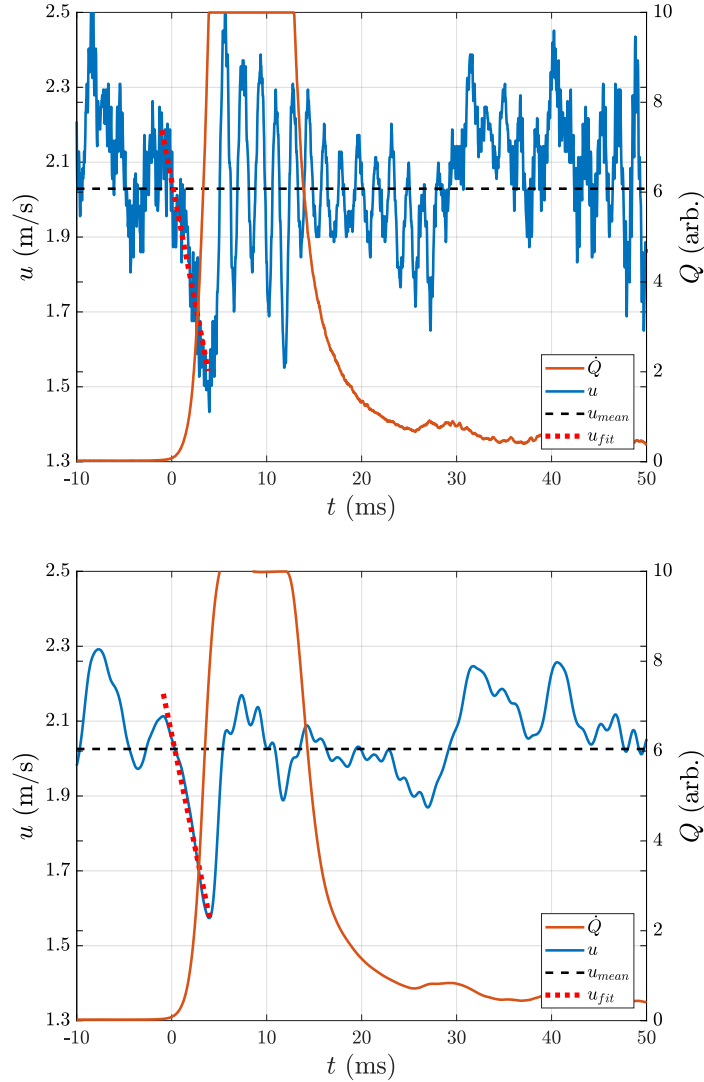 2.5
2.3
2.1
1.9
1.7
1.5
1.3
u (m/s)
10
8
6
4
2
0
Q (arb.)
Q̇
u
u_mean
u_fit
-10 0 10 20 30 40 50
t (ms)
2.5
2.3
2.1
1.9
1.7
1.5
1.3
u (m/s)
10
8
6
4
2
0
Q (arb.)
Q̇
u
u_mean
u_fit
-10 0 10 20 30 40 50
t (ms)